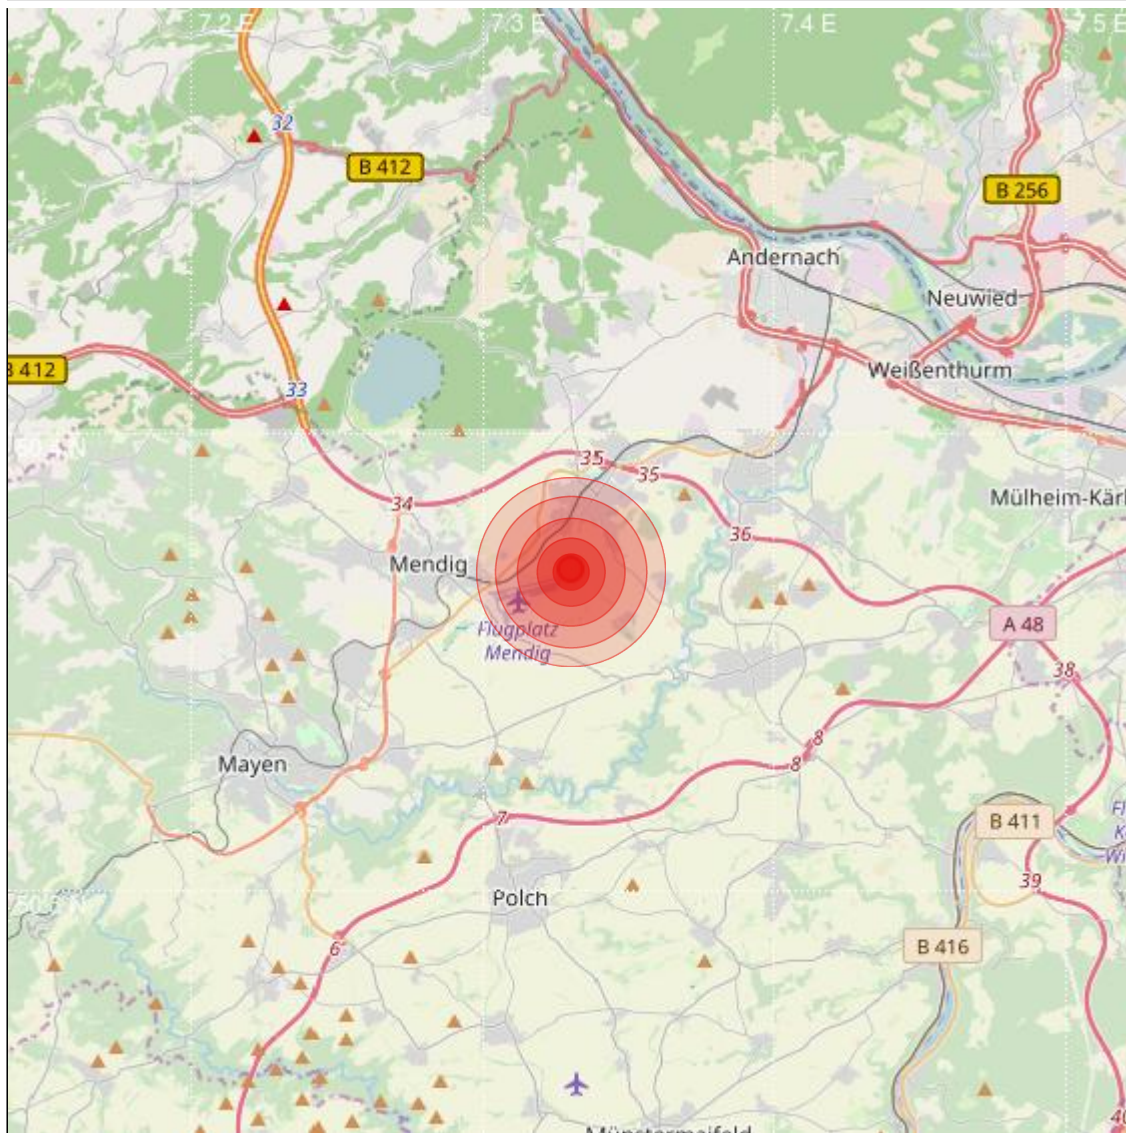 7.2 E
7.3 E
7.4 E
7.5 E
32
B 412
B 256
Andernach
Neuwied
B 412
33
Weißenthurm
35
35
34
Mülheim-Kärl
36
Mendig
Flugplatz
Mendig
A 48
38
8
8
Mayen
7
B 411
39
Polch
6
B 416
40